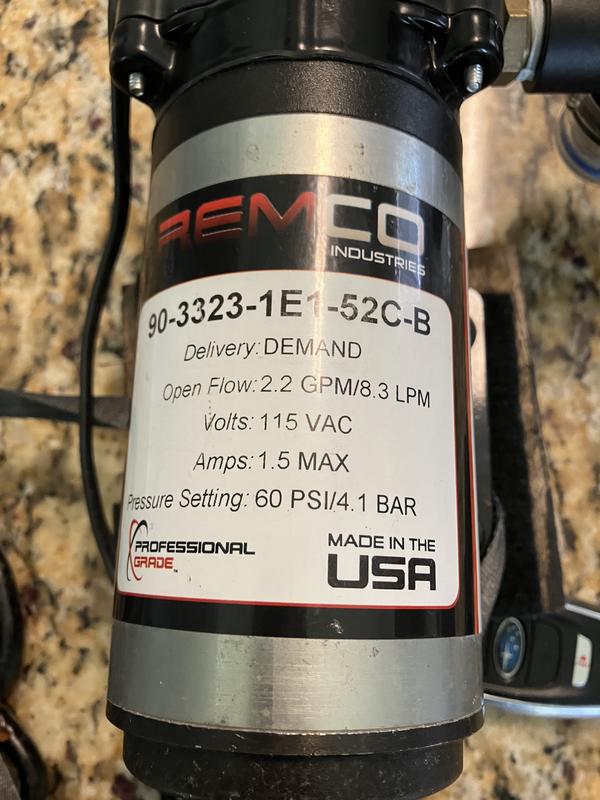 REMCO
INDUSTRIES
90-3323-1E1-52C-B
Delivery: DEMAND
Open Flow: 2.2 GPM/8.3 LPM
Volts: 115 VAC
Amps: 1.5 MAX
Pressure Setting: 60 PSI/4.1 BAR
PROFESSIONAL
GRADE™
MADE IN THE
USA